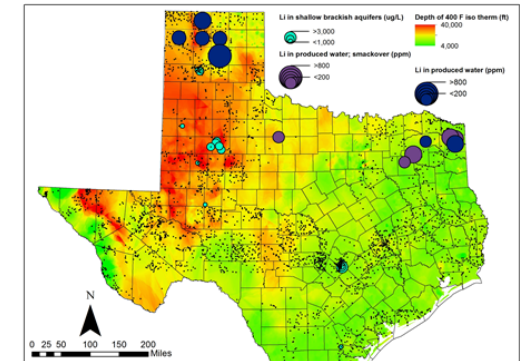 Li in shallow brackish aquifers (ug/L)
>3,000
<1,000
Li in produced water; smackover (ppm)
>800
<200
Depth of 400 F iso therm (ft)
40,000
4,000
Li in produced water (ppm)
>800
<200
N
0 25 50 100 150 200
Miles